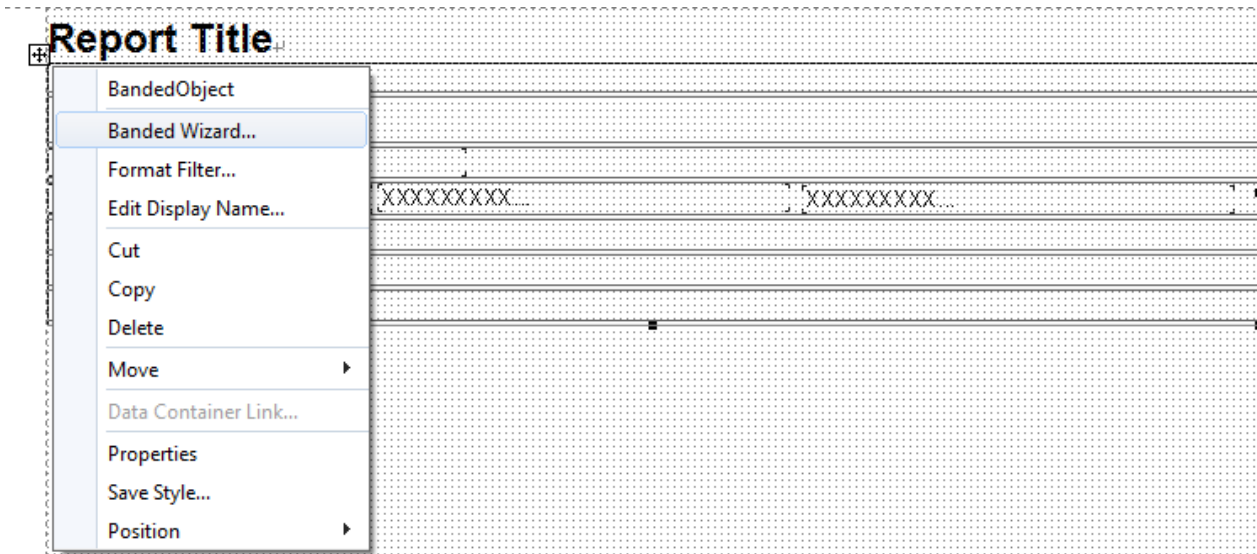 Report Title
BandedObject
Banded Wizard...
Format Filter...
XXXXXXXXX... XXXXXXXXX...
Edit Display Name...
Cut
Copy
Delete
Move
Data Container Link...
Properties
Save Style...
Position